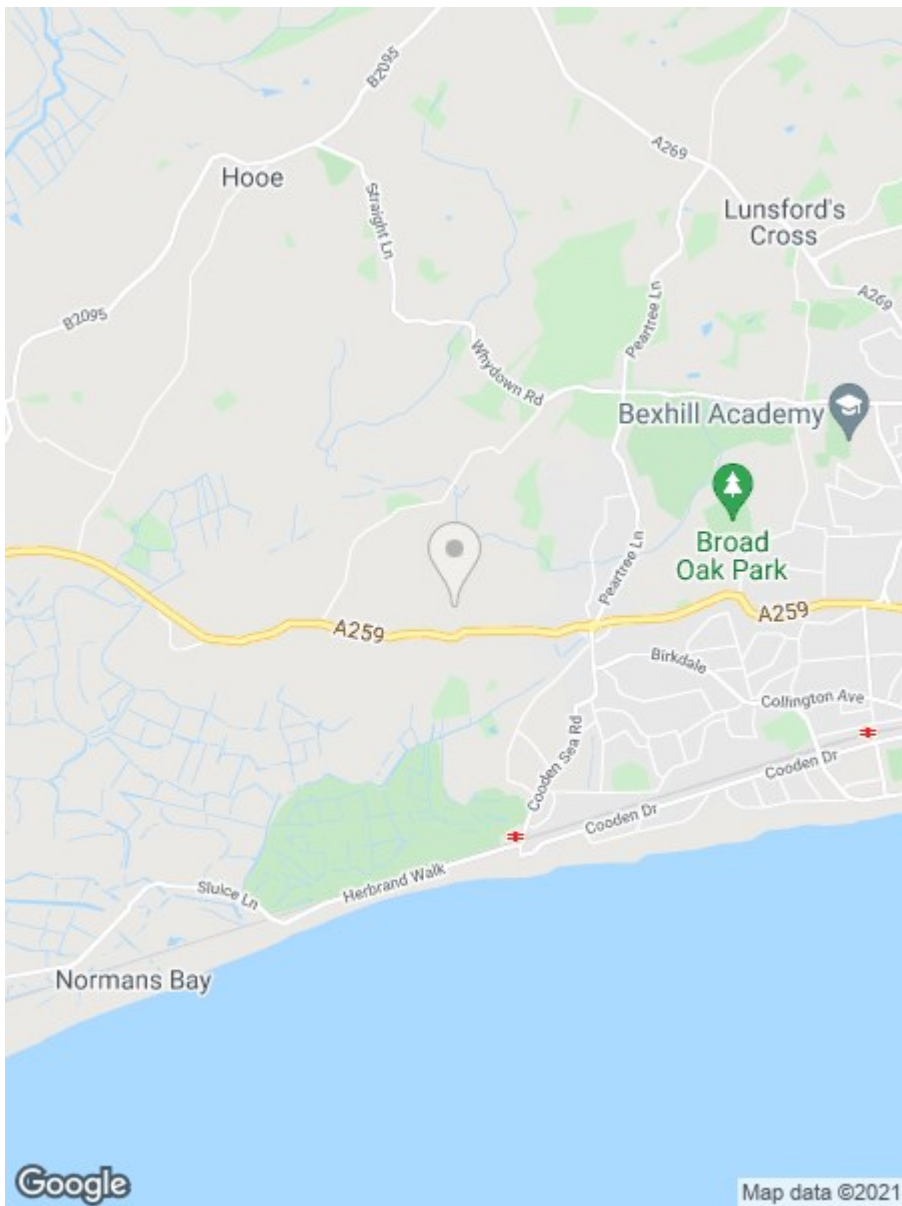 B2095
Hooe
A269
Straight Ln
Lunsford's
Cross
Peartree Ln
A269
B2095
Whydown Rd
Bexhill Academy
Broad
Oak Park
Peartree Ln
A259
A259
Birkdale
Collington Ave
Cooden Sea Rd
Cooden Dr
Cooden Dr
Herbrand Walk
Sluice Ln
Normans Bay
Google
Map data ©2021